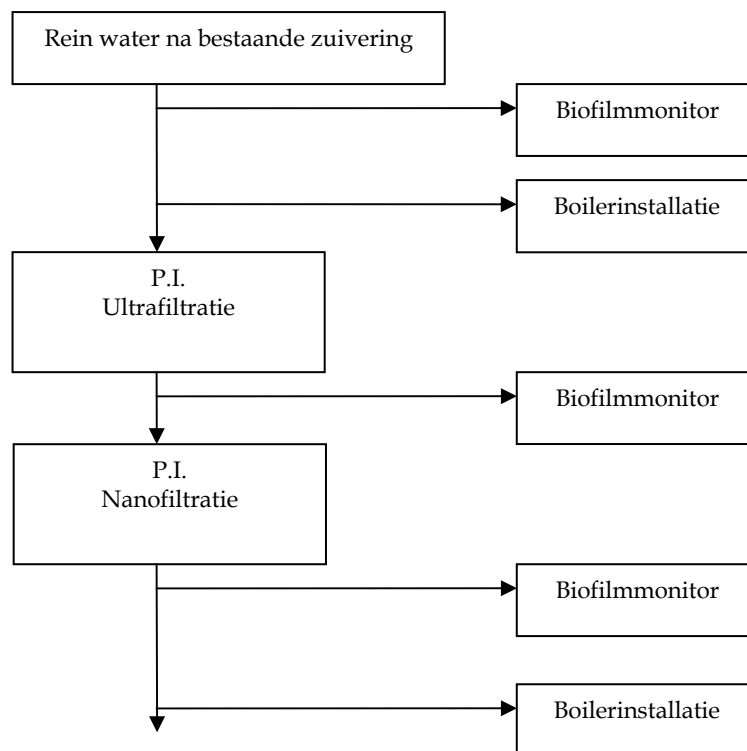 Rein water na bestaande zuivering
Biofilmmonitor
Boilerinstallatie
P.I.
Ultrafiltratie
Biofilmmonitor
P.I.
Nanofiltratie
Biofilmmonitor
Boilerinstallatie